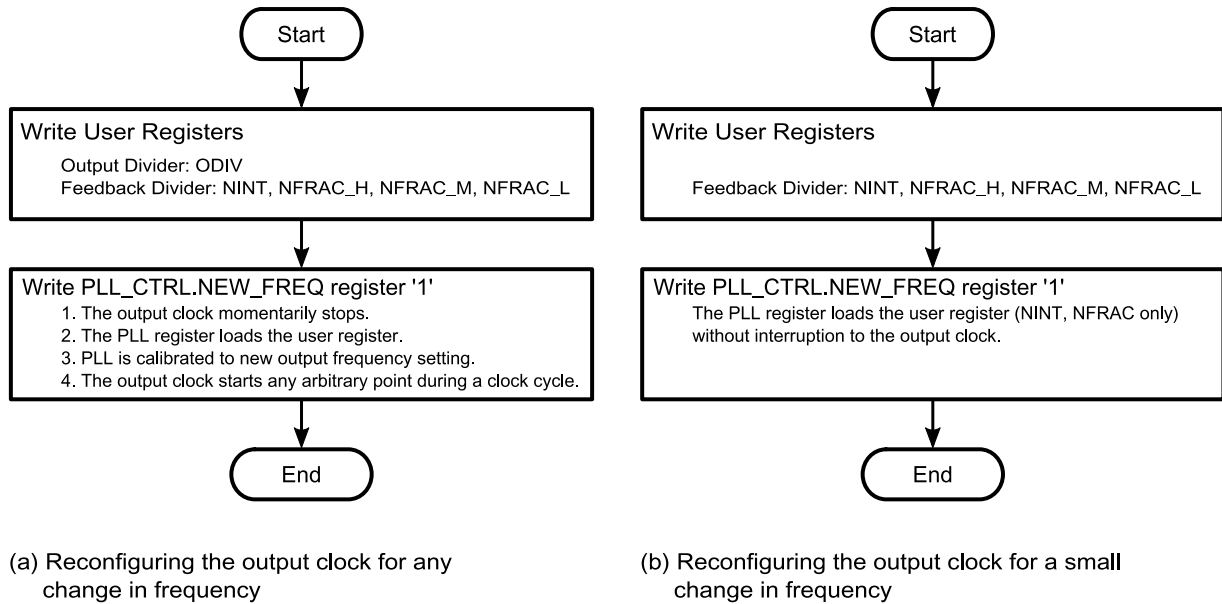 Start
Write User Registers
Output Divider: ODIV
Feedback Divider: NINT, NFRAC_H, NFRAC_M, NFRAC_L
Write PLL_CTRL.NEW_FREQ register '1'
1. The output clock momentarily stops.
2. The PLL register loads the user register.
3. PLL is calibrated to new output frequency setting.
4. The output clock starts any arbitrary point during a clock cycle.
End
(a) Reconfiguring the output clock for any
change in frequency
Start
Write User Registers
Feedback Divider: NINT, NFRAC_H, NFRAC_M, NFRAC_L
Write PLL_CTRL.NEW_FREQ register '1'
The PLL register loads the user register (NINT, NFRAC only)
without interruption to the output clock.
End
(b) Reconfiguring the output clock for a small
change in frequency